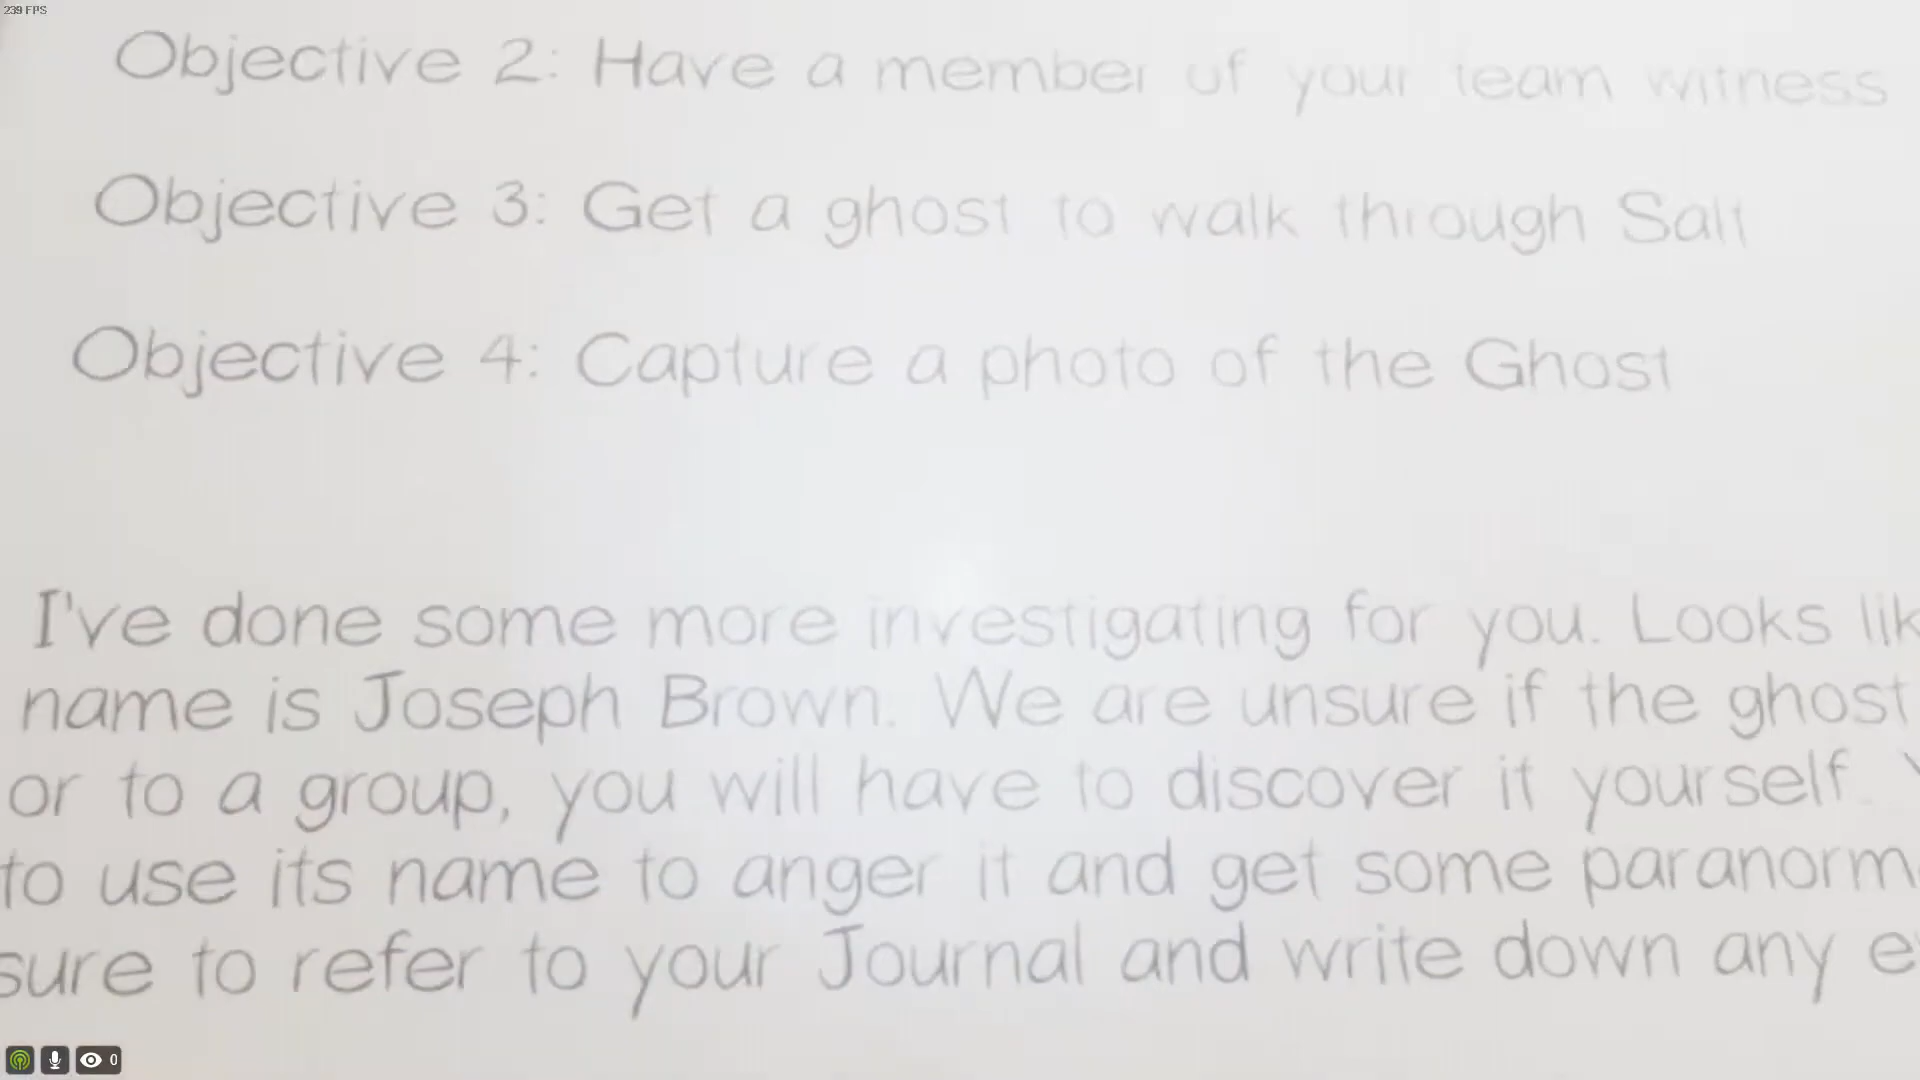 239 FPS
Objective 2: Have a member of your team witness
Objective 3: Get a ghost to walk through Salt
Objective 4: Capture a photo of the Ghost
I've done some more investigating for you. Looks lik
name is Joseph Brown. We are unsure if the ghost
or to a group, you will have to discover it yourself. Y
to use its name to anger it and get some paranorm
sure to refer to your Journal and write down any e
0